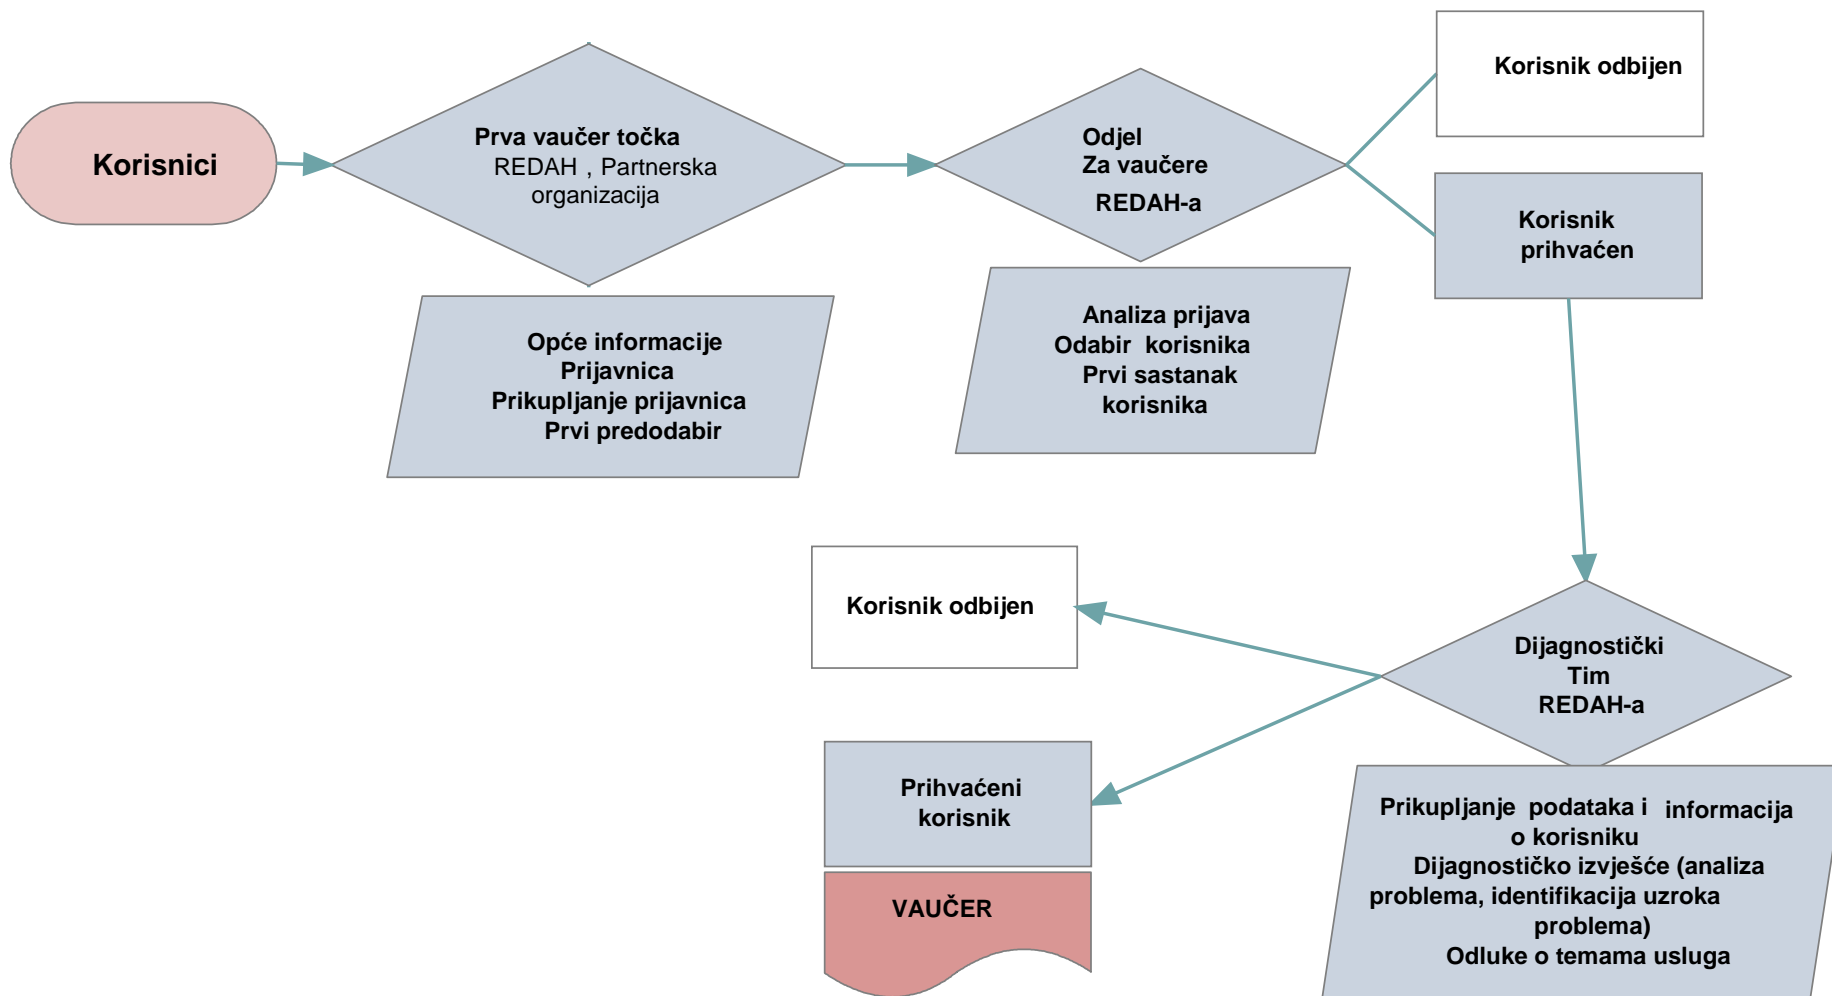 Korisnici
Prva vaučer točka
REDAH , Partnerska
organizacija
Opće informacije
Prijavnica
Prikupljanje prijavnica
Prvi predodabir
Odjel
Za vaučere
REDAH-a
Analiza prijava
Odabir korisnika
Prvi sastanak
korisnika
Korisnik odbijen
Korisnik
prihvaćen
Dijagnostički
Tim
REDAH-a
Prikupljanje podataka i informacija
o korisniku
Dijagnostičko izvješće (analiza
problema, identifikacija uzroka
problema)
Odluke o temama usluga
Korisnik odbijen
Prihvaćeni
korisnik
VAUČER